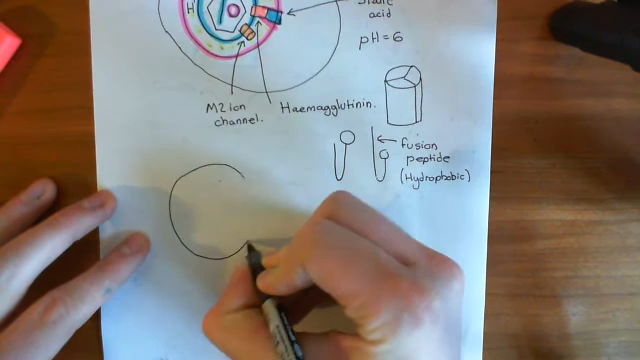 H
acid
pH = 6
M2 ion
channel.
Haemagglutinin.
fusion
peptide
(Hydrophobic)